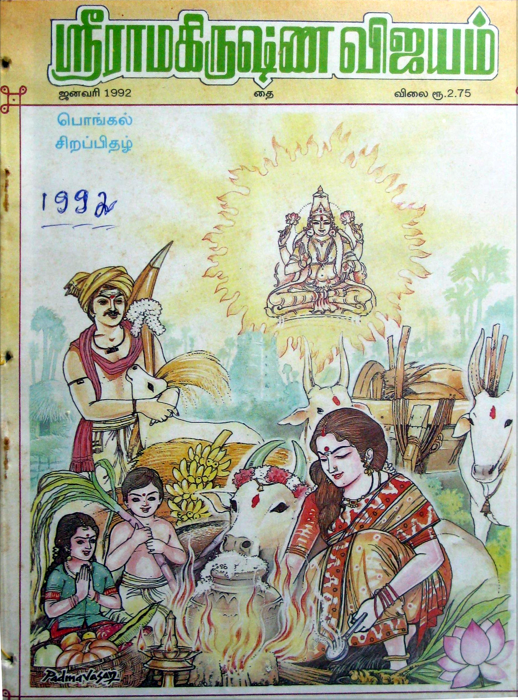 ஸ்ரீராமகிருஷ்ண விஜயம்
ஜனவரி 1992 தை விலை ரூ.2.75
பொங்கல்
சிறப்பிதழ்
1992
Padmavasan